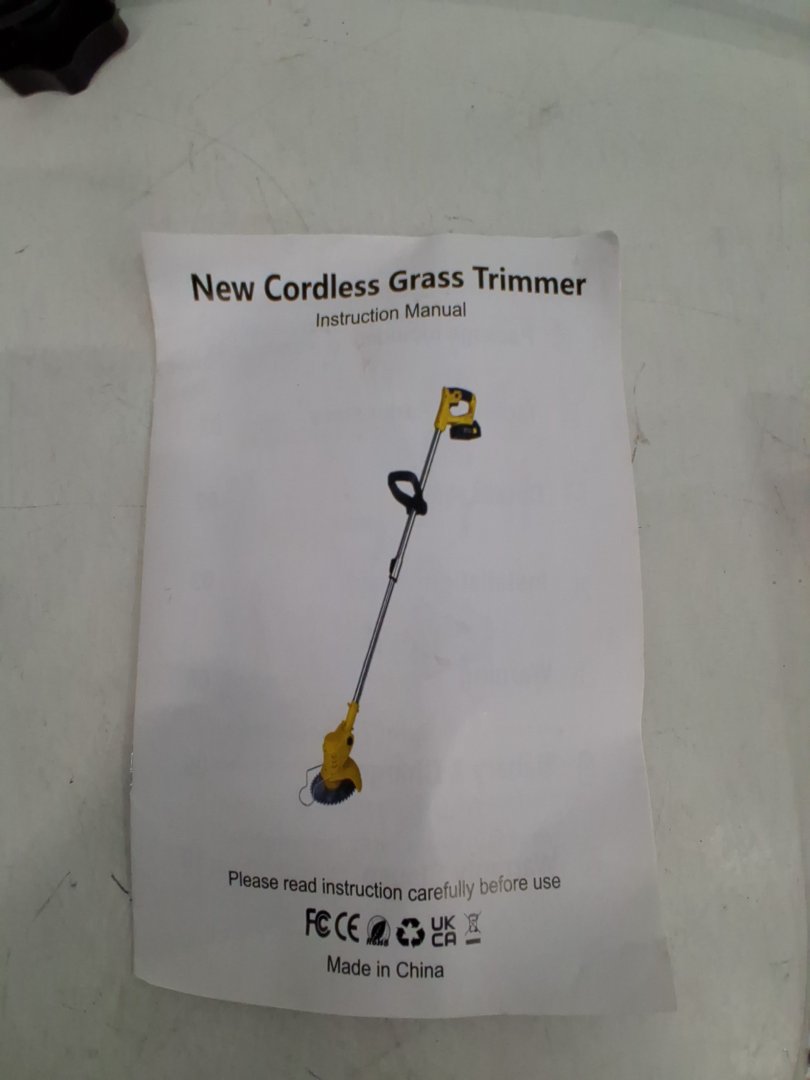 New Cordless Grass Trimmer
Instruction Manual
Please read instruction carefully before use
FC CE RoHS UK CA
Made in China